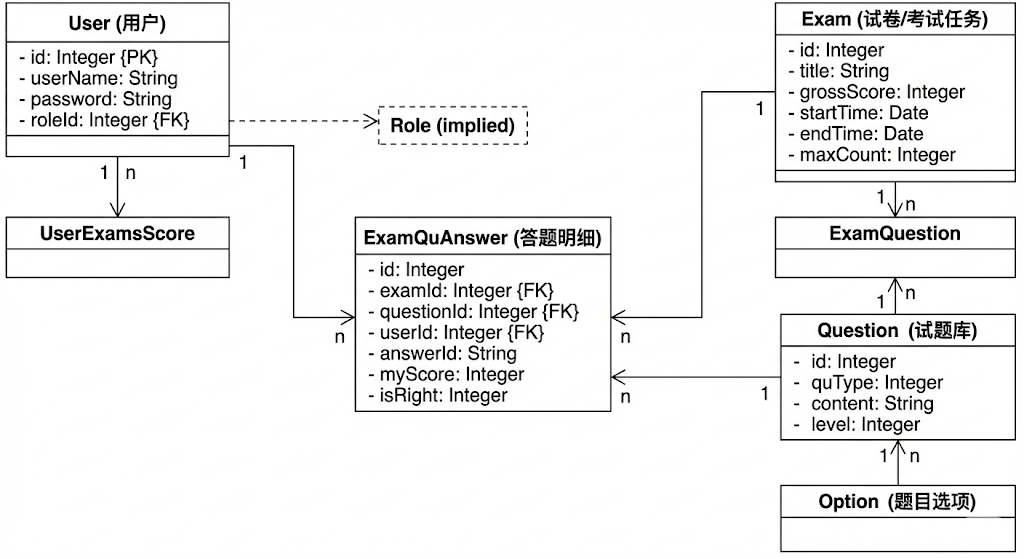 User (用户)
- id: Integer {PK}
- userName: String
- password: String
- roleId: Integer {FK}
Role (implied)
1 n
1
UserExamsScore
ExamQuAnswer (答题明细)
- id: Integer
- examId: Integer {FK}
- questionId: Integer {FK}
- userId: Integer {FK}
- answerId: String
- myScore: Integer
- isRight: Integer
n
n
n
Exam (试卷/考试任务)
- id: Integer
- title: String
- grossScore: Integer
- startTime: Date
- endTime: Date
- maxCount: Integer
1
1 n
ExamQuestion
1 n
Question (试题库)
- id: Integer
- quType: Integer
- content: String
- level: Integer
1
1 n
Option (题目选项)